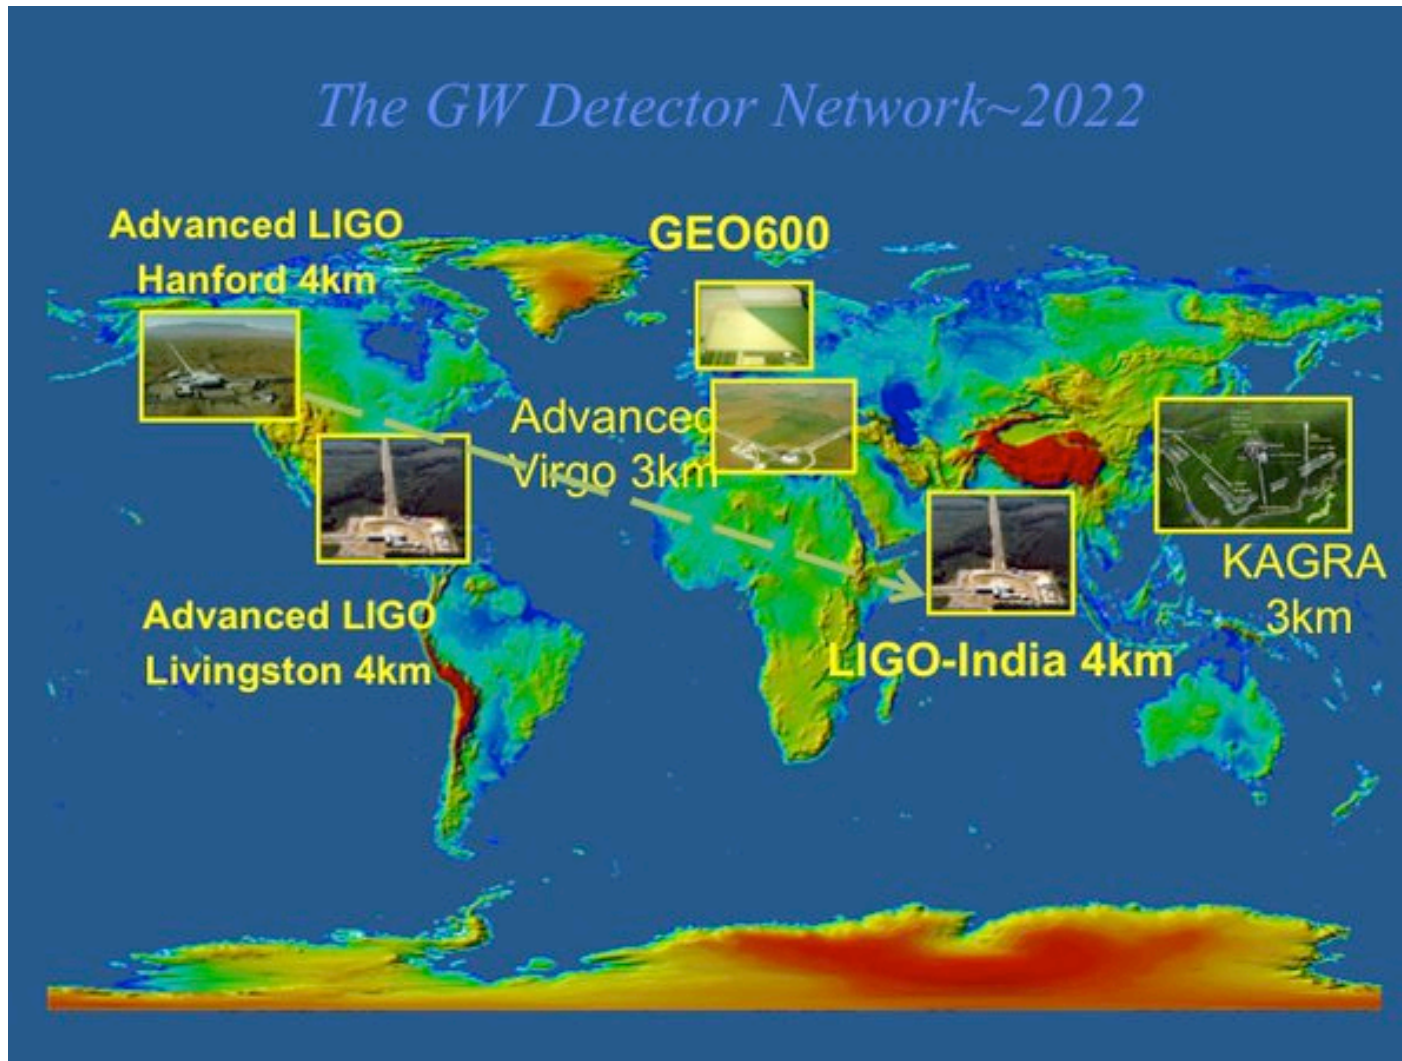 The GW Detector Network~2022
Advanced LIGO
Hanford 4km
GEO600
Advanced
Virgo 3km
KAGRA
3km
Advanced LIGO
Livingston 4km
LIGO-India 4km